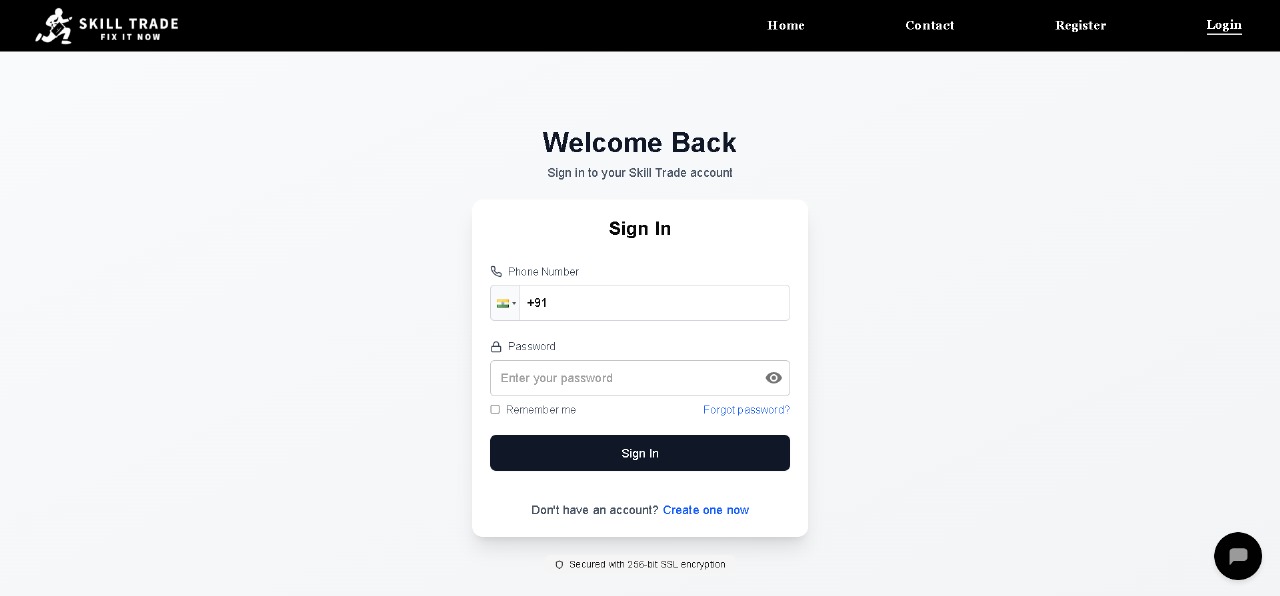 SKILL TRADE
FIX IT NOW
Home
Contact
Register
Login
Welcome Back
Sign in to your Skill Trade account
Sign In
Phone Number
+91
Password
Enter your password
Remember me
Forgot password?
Sign In
Don't have an account? Create one now
Secured with 256-bit SSL encryption